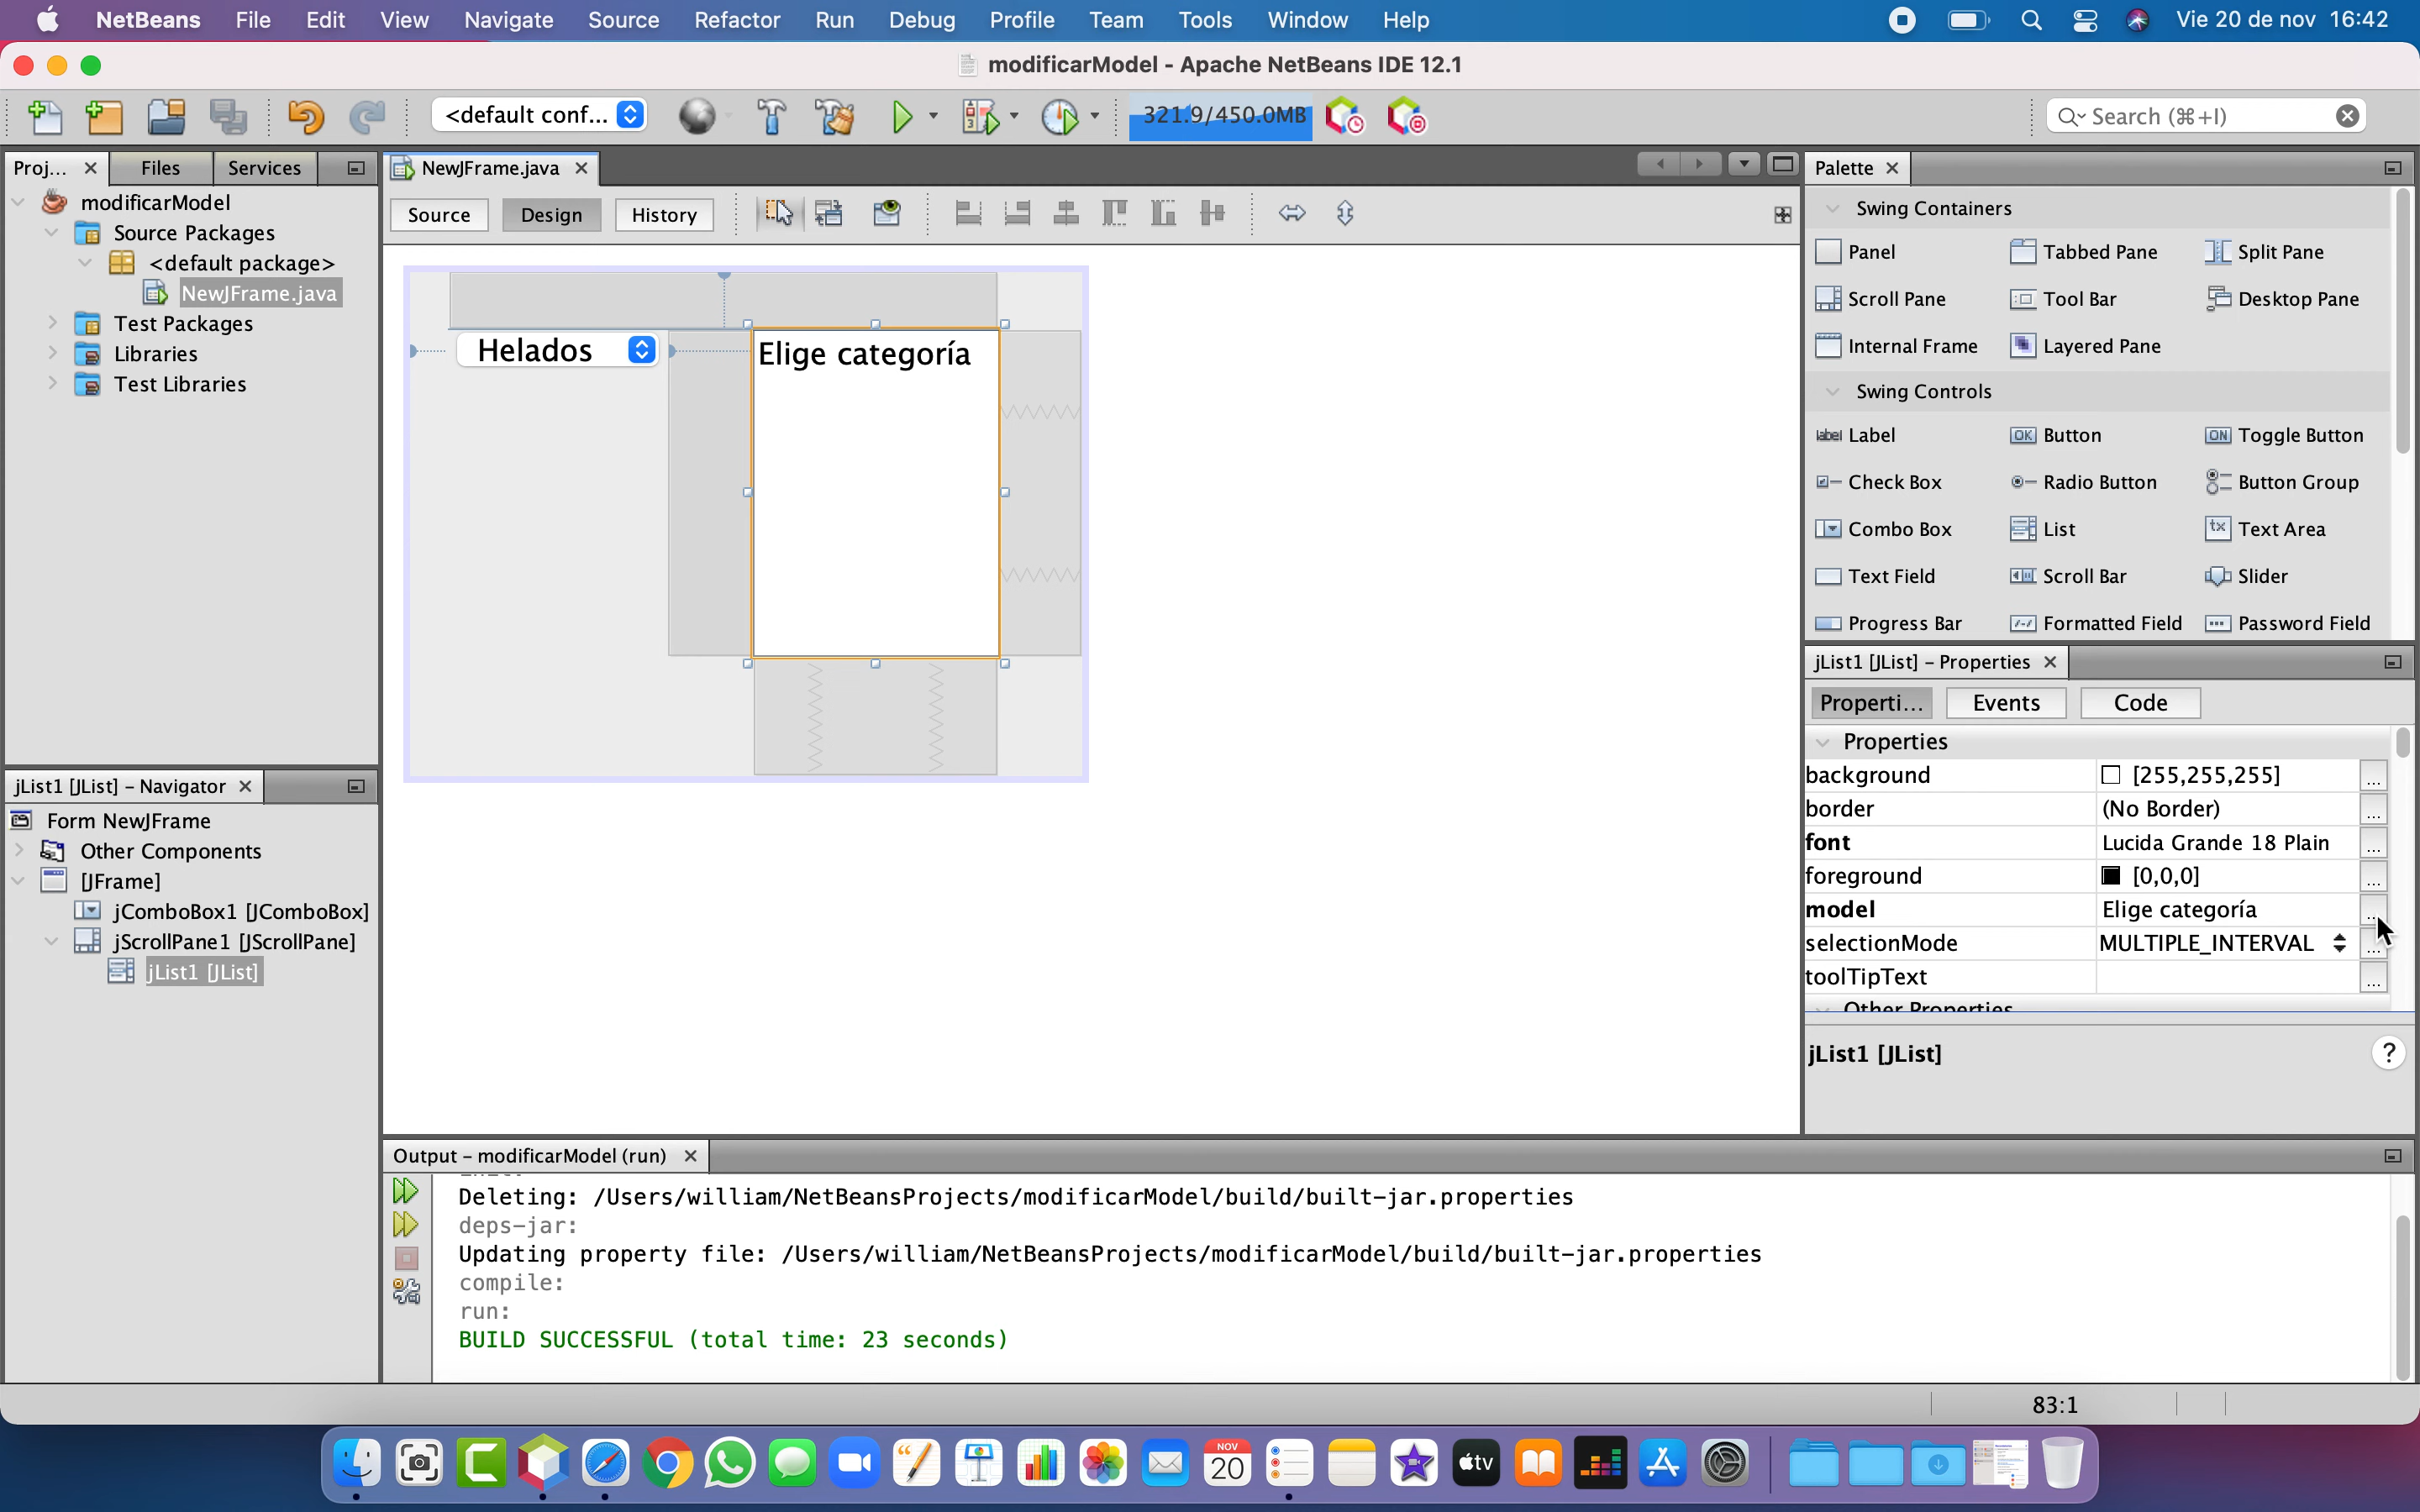 NetBeans File Edit View Navigate Source Refactor Run Debug Profile Team Tools Window Help Vie 20 de nov 16:42
modificarModel - Apache NetBeans IDE 12.1
<default conf... 321.9/450.0MB Search (⌘+I)
Proj... Files Services
modificarModel
Source Packages
<default package>
NewJFrame.java
Test Packages
Libraries
Test Libraries
jList1 [JList] - Navigator
Form NewJFrame
Other Components
[JFrame]
jComboBox1 [JComboBox]
jScrollPane1 [JScrollPane]
jList1 [JList]
NewJFrame.java
Source Design History
Helados Elige categoría
Palette
Swing Containers
Panel Tabbed Pane Split Pane
Scroll Pane Tool Bar Desktop Pane
Internal Frame Layered Pane
Swing Controls
label Label OK Button ON Toggle Button
Check Box Radio Button Button Group
Combo Box List tx Text Area
Text Field Scroll Bar Slider
Progress Bar Formatted Field Password Field
jList1 [JList] - Properties
Properti... Events Code
Properties
background [255,255,255] ...
border (No Border) ...
font Lucida Grande 18 Plain ...
foreground [0,0,0] ...
model Elige categoría ...
selectionMode MULTIPLE_INTERVAL ...
toolTipText ...
Other Properties
jList1 [JList] ?
Output - modificarModel (run)
Deleting: /Users/william/NetBeansProjects/modificarModel/build/built-jar.properties
deps-jar:
Updating property file: /Users/william/NetBeansProjects/modificarModel/build/built-jar.properties
compile:
run:
BUILD SUCCESSFUL (total time: 23 seconds)
83:1
NOV
20
tv